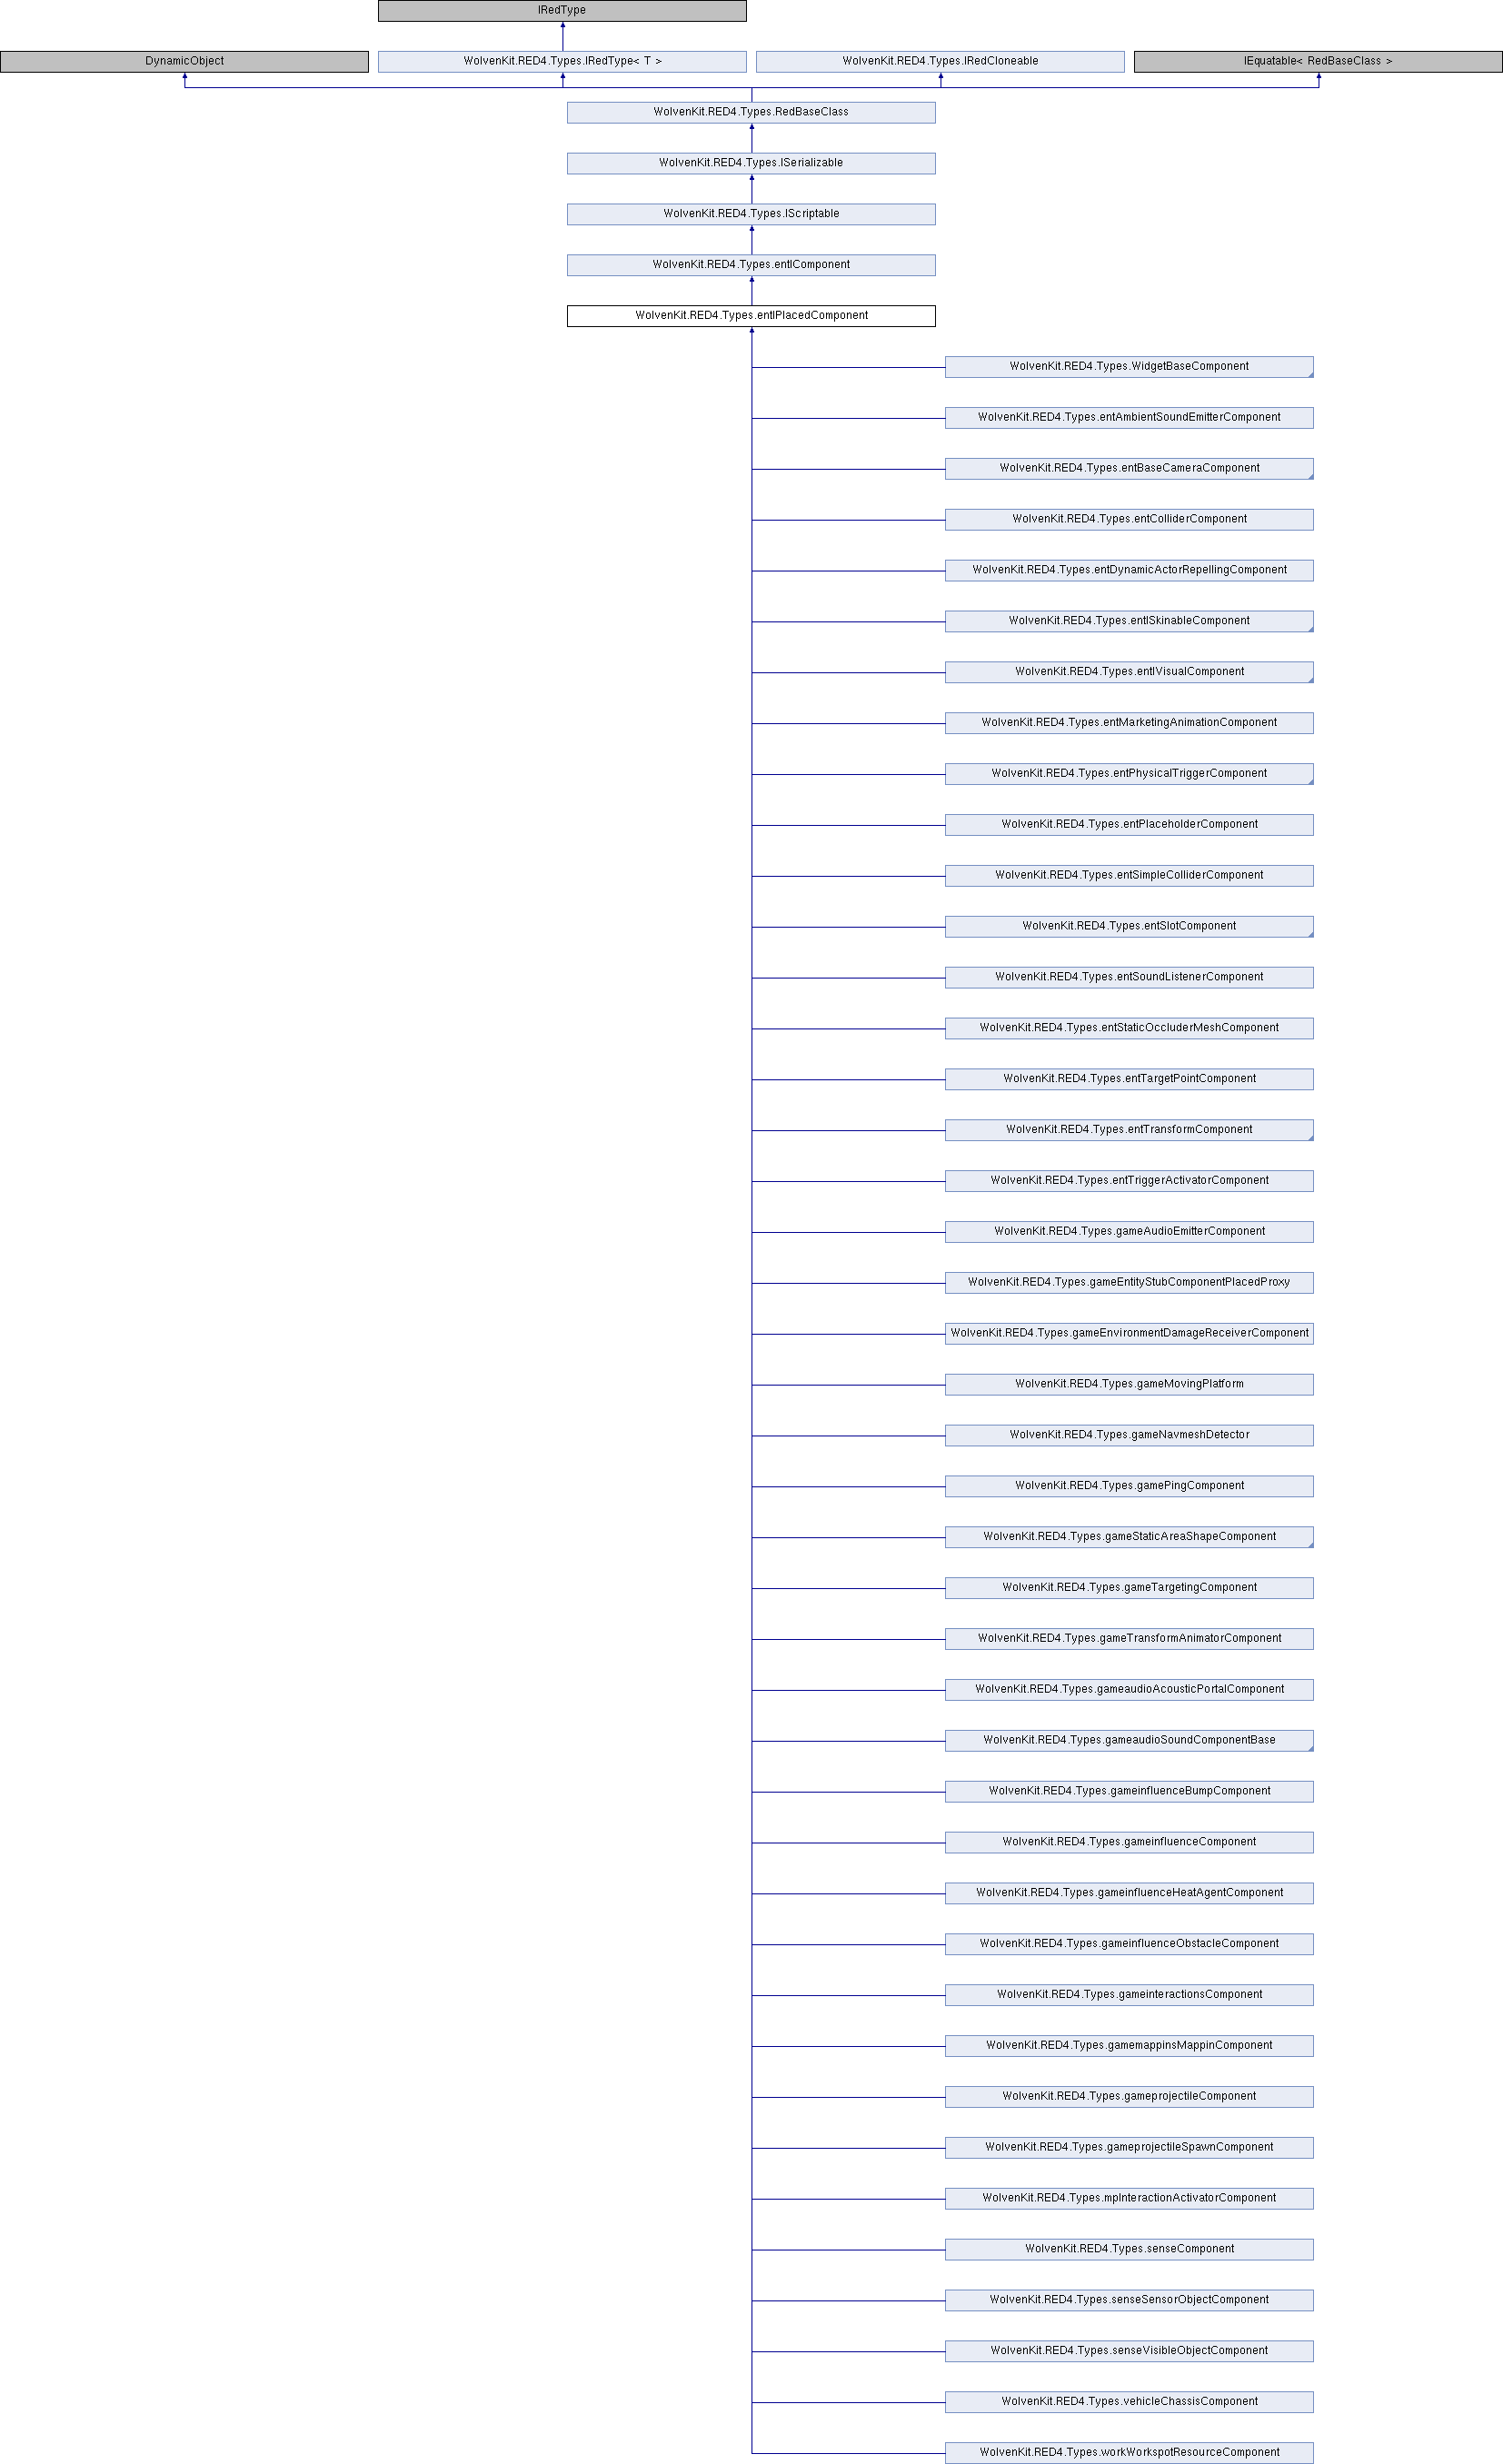 IRedType
DynamicObject
WolvenKit.RED4.Types.IRedType< T >
WolvenKit.RED4.Types.IRedCloneable
IEquatable< RedBaseClass >
WolvenKit.RED4.Types.RedBaseClass
WolvenKit.RED4.Types.ISerializable
WolvenKit.RED4.Types.IScriptable
WolvenKit.RED4.Types.entIComponent
WolvenKit.RED4.Types.entIPlacedComponent
WolvenKit.RED4.Types.WidgetBaseComponent
WolvenKit.RED4.Types.entAmbientSoundEmitterComponent
WolvenKit.RED4.Types.entBaseCameraComponent
WolvenKit.RED4.Types.entColliderComponent
WolvenKit.RED4.Types.entDynamicActorRepellingComponent
WolvenKit.RED4.Types.entISkinableComponent
WolvenKit.RED4.Types.entIVisualComponent
WolvenKit.RED4.Types.entMarketingAnimationComponent
WolvenKit.RED4.Types.entPhysicalTriggerComponent
WolvenKit.RED4.Types.entPlaceholderComponent
WolvenKit.RED4.Types.entSimpleColliderComponent
WolvenKit.RED4.Types.entSlotComponent
WolvenKit.RED4.Types.entSoundListenerComponent
WolvenKit.RED4.Types.entStaticOccluderMeshComponent
WolvenKit.RED4.Types.entTargetPointComponent
WolvenKit.RED4.Types.entTransformComponent
WolvenKit.RED4.Types.entTriggerActivatorComponent
WolvenKit.RED4.Types.gameAudioEmitterComponent
WolvenKit.RED4.Types.gameEntityStubComponentPlacedProxy
WolvenKit.RED4.Types.gameEnvironmentDamageReceiverComponent
WolvenKit.RED4.Types.gameMovingPlatform
WolvenKit.RED4.Types.gameNavmeshDetector
WolvenKit.RED4.Types.gamePingComponent
WolvenKit.RED4.Types.gameStaticAreaShapeComponent
WolvenKit.RED4.Types.gameTargetingComponent
WolvenKit.RED4.Types.gameTransformAnimatorComponent
WolvenKit.RED4.Types.gameaudioAcousticPortalComponent
WolvenKit.RED4.Types.gameaudioSoundComponentBase
WolvenKit.RED4.Types.gameinfluenceBumpComponent
WolvenKit.RED4.Types.gameinfluenceComponent
WolvenKit.RED4.Types.gameinfluenceHeatAgentComponent
WolvenKit.RED4.Types.gameinfluenceObstacleComponent
WolvenKit.RED4.Types.gameinteractionsComponent
WolvenKit.RED4.Types.gamemappinsMappinComponent
WolvenKit.RED4.Types.gameprojectileComponent
WolvenKit.RED4.Types.gameprojectileSpawnComponent
WolvenKit.RED4.Types.mpInteractionActivatorComponent
WolvenKit.RED4.Types.senseComponent
WolvenKit.RED4.Types.senseSensorObjectComponent
WolvenKit.RED4.Types.senseVisibleObjectComponent
WolvenKit.RED4.Types.vehicleChassisComponent
WolvenKit.RED4.Types.workWorkspotResourceComponent